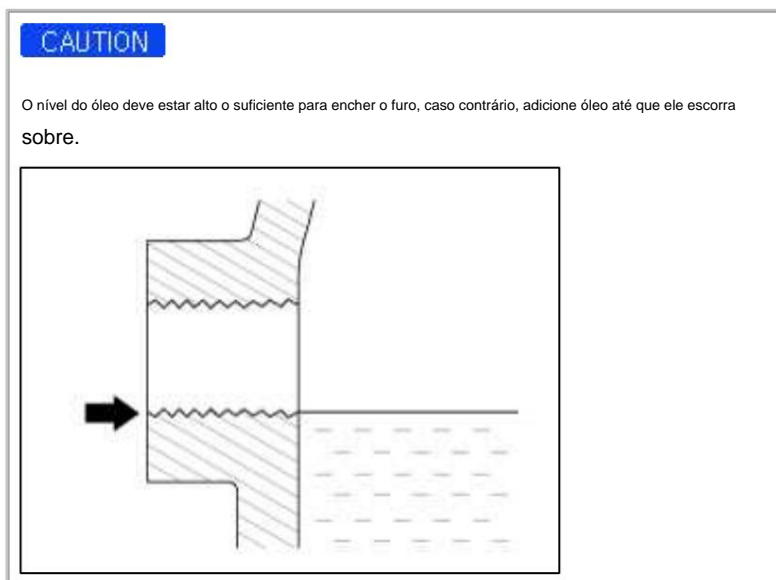 CAUTION
O nível do óleo deve estar alto o suficiente para encher o furo, caso contrário, adicione óleo até que ele escorra
sobre.